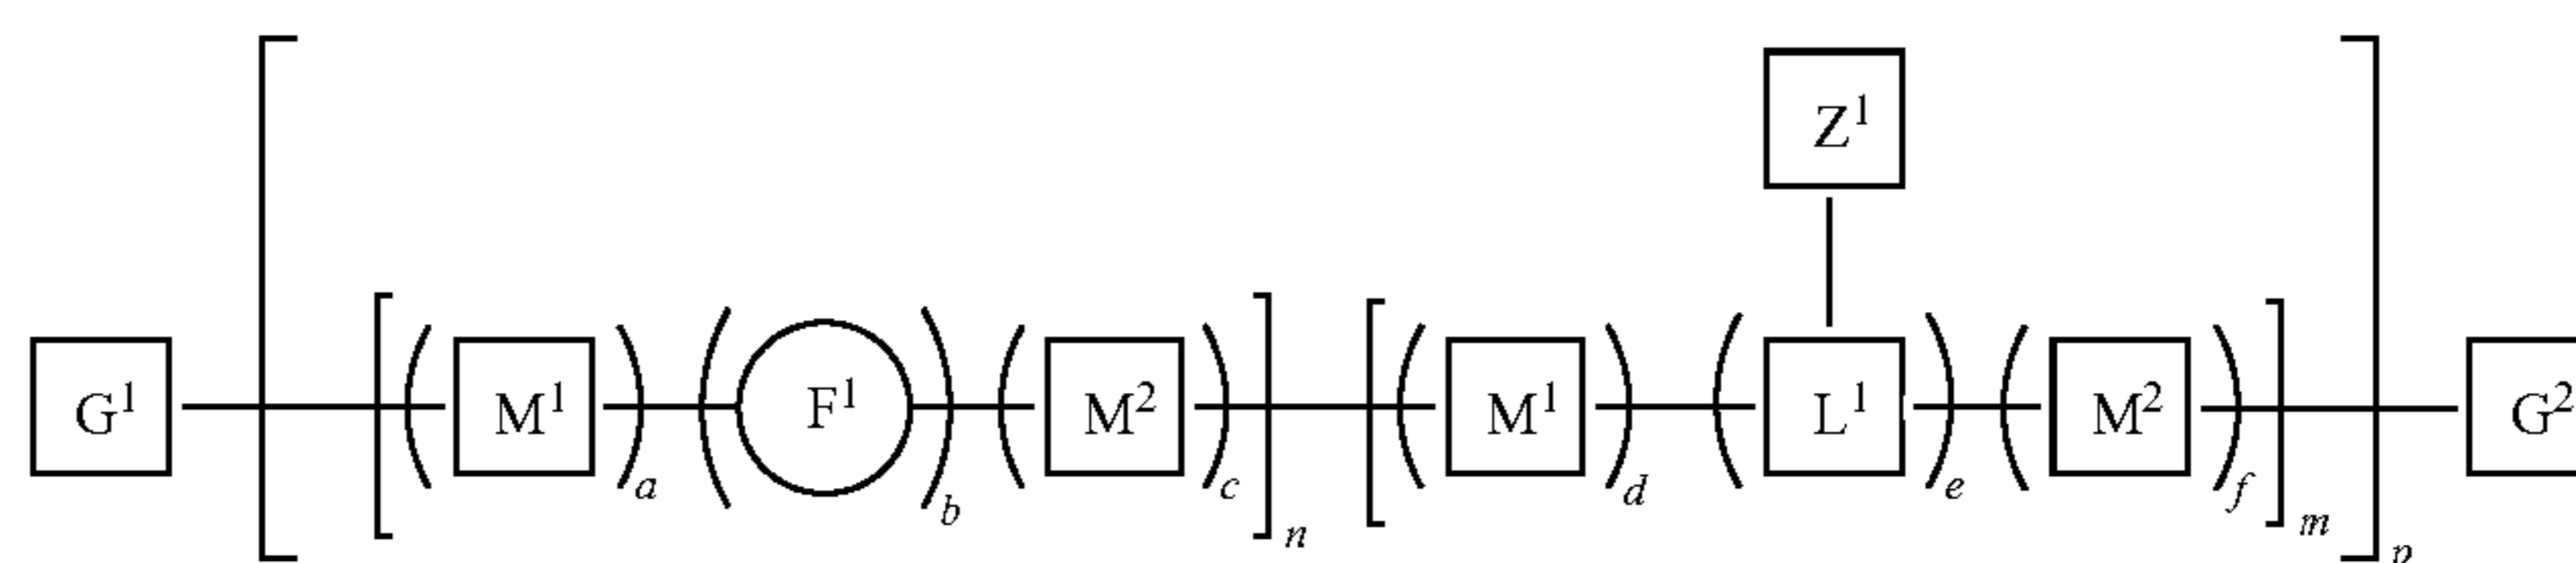 Z¹
G¹ [ [ ( M¹ )a ( F¹ )b ( M² )c ]n [ ( M¹ )d ( L¹ )e ( M² )f ]m ]p G²